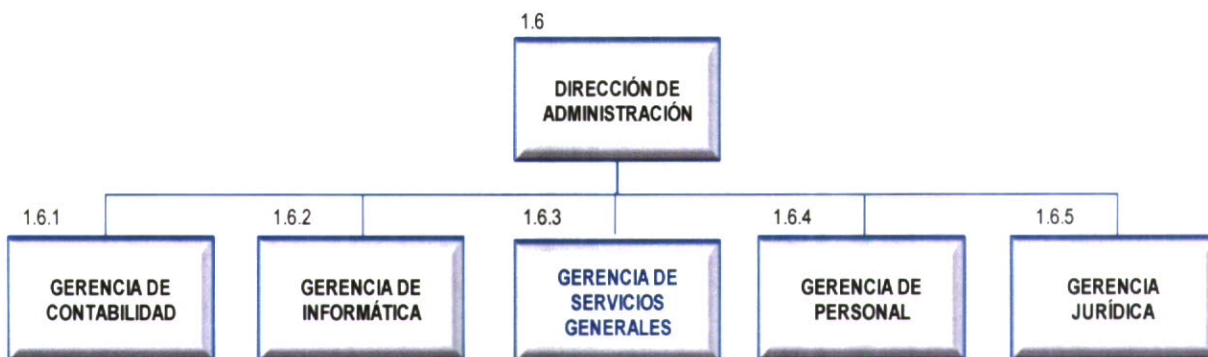 1.6
DIRECCIÓN DE
ADMINISTRACIÓN
1.6.1
GERENCIA DE
CONTABILIDAD
1.6.2
GERENCIA DE
INFORMÁTICA
1.6.3
GERENCIA DE
SERVICIOS
GENERALES
1.6.4
GERENCIA DE
PERSONAL
1.6.5
GERENCIA
JURÍDICA